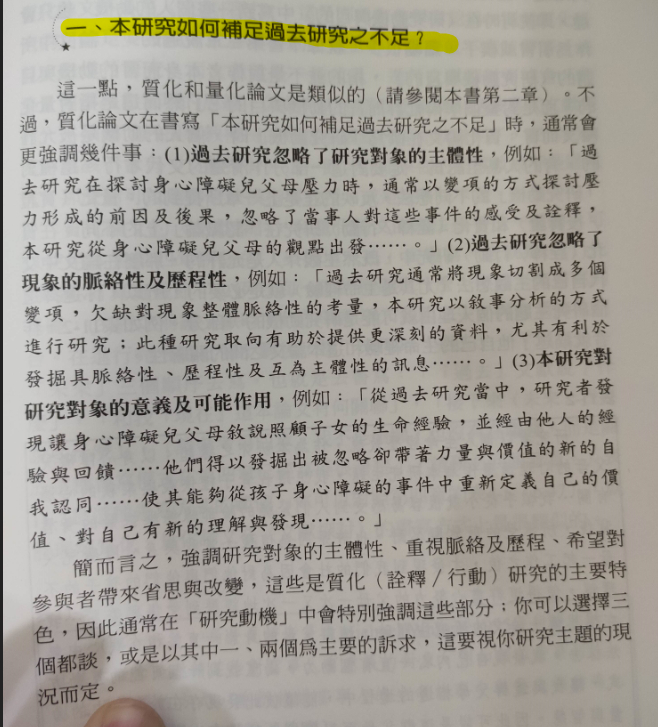 一、本研究如何補足過去研究之不足?
這一點，質化和量化論文是類似的（請參閱本書第二章）。不
過，質化論文在書寫「本研究如何補足過去研究之不足」時，通常會
更強調幾件事：(1)過去研究忽略了研究對象的主體性，例如：「過
去研究在探討身心障礙兒父母壓力時，通常以變項的方式探討壓
力形成的前因及後果，忽略了當事人對這些事件的感受及詮釋，
本研究從身心障礙兒父母的觀點出發……。」(2)過去研究忽略了
現象的脈絡性及歷程性，例如：「過去研究通常將現象切割成多個
變項，欠缺對現象整體脈絡性的考量，本研究以敘事分析的方式
進行研究；此種研究取向有助於提供更深刻的資料，尤其有利於
發掘具脈絡性、歷程性及互為主體性的訊息……。」(3)本研究對
研究對象的意義及可能作用，例如：「從過去研究當中，研究者發
現讓身心障礙兒父母敘說照顧子女的生命經驗，並經由他人的經
驗與回饋……他們得以發掘出被忽略卻帶著力量與價值的新的自
我認同……使其能夠從孩子身心障礙的事件中重新定義自己的價
值、對自己有新的理解與發現……。」
簡而言之，強調研究對象的主體性、重視脈絡及歷程、希望對
參與者帶來省思與改變，這些是質化（詮釋／行動）研究的主要特
色，因此通常在「研究動機」中會特別強調這些部分；你可以選擇三
個都談，或是以其中一、兩個爲主要的訴求，這要視你研究主題的現
況而定。